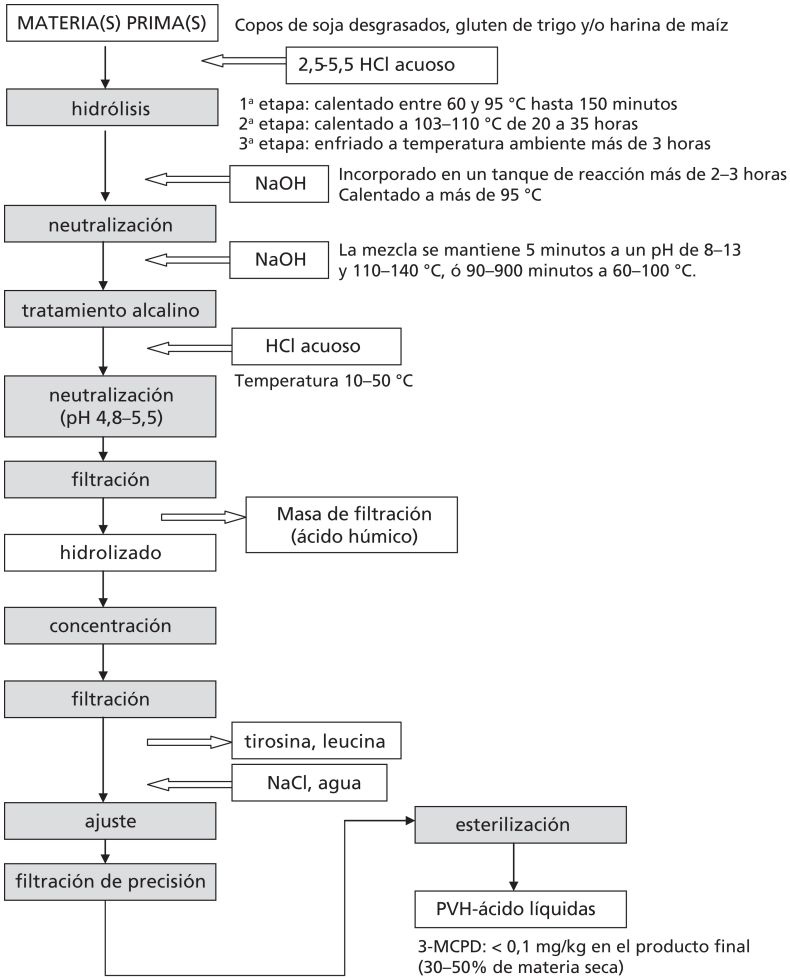 MATERIA(S) PRIMA(S)
Copos de soja desgrasados, gluten de trigo y/o harina de maíz
2,5-5,5 HCl acuoso
hidrólisis
1ª etapa: calentado entre 60 y 95 °C hasta 150 minutos
2ª etapa: calentado a 103–110 °C de 20 a 35 horas
3ª etapa: enfriado a temperatura ambiente más de 3 horas
NaOH
Incorporado en un tanque de reacción más de 2–3 horas
Calentado a más de 95 °C
neutralización
NaOH
La mezcla se mantiene 5 minutos a un pH de 8–13
y 110–140 °C, ó 90–900 minutos a 60–100 °C.
tratamiento alcalino
HCl acuoso
Temperatura 10–50 °C
neutralización
(pH 4,8–5,5)
filtración
Masa de filtración
(ácido húmico)
hidrolizado
concentración
filtración
tirosina, leucina
NaCl, agua
ajuste
filtración de precisión
esterilización
PVH-ácido líquidas
3-MCPD: < 0,1 mg/kg en el producto final
(30–50% de materia seca)